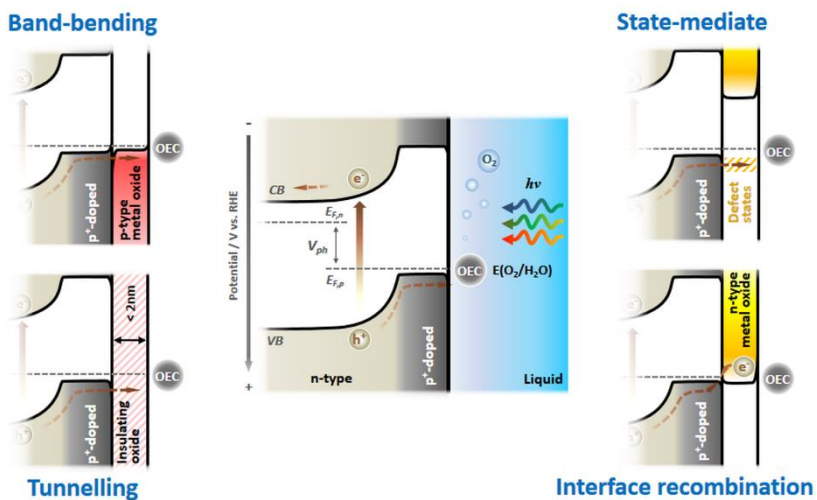 Band-bending
e-
OEC
h+
p+-doped
p-type
metal oxide
< 2nm
e-
OEC
h+
p+-doped
Insulating
oxide
Tunnelling
-
Potential / V vs. RHE
+
CB
e-
EF,n
Vph
EF,p
VB
h+
n-type
p+-doped
O2
hν
OEC
E(O2/H2O)
Liquid
State-mediate
e-
OEC
h+
p+-doped
Defect
states
n-type
metal oxide
e-
e-
OEC
h+
p+-doped
Interface recombination